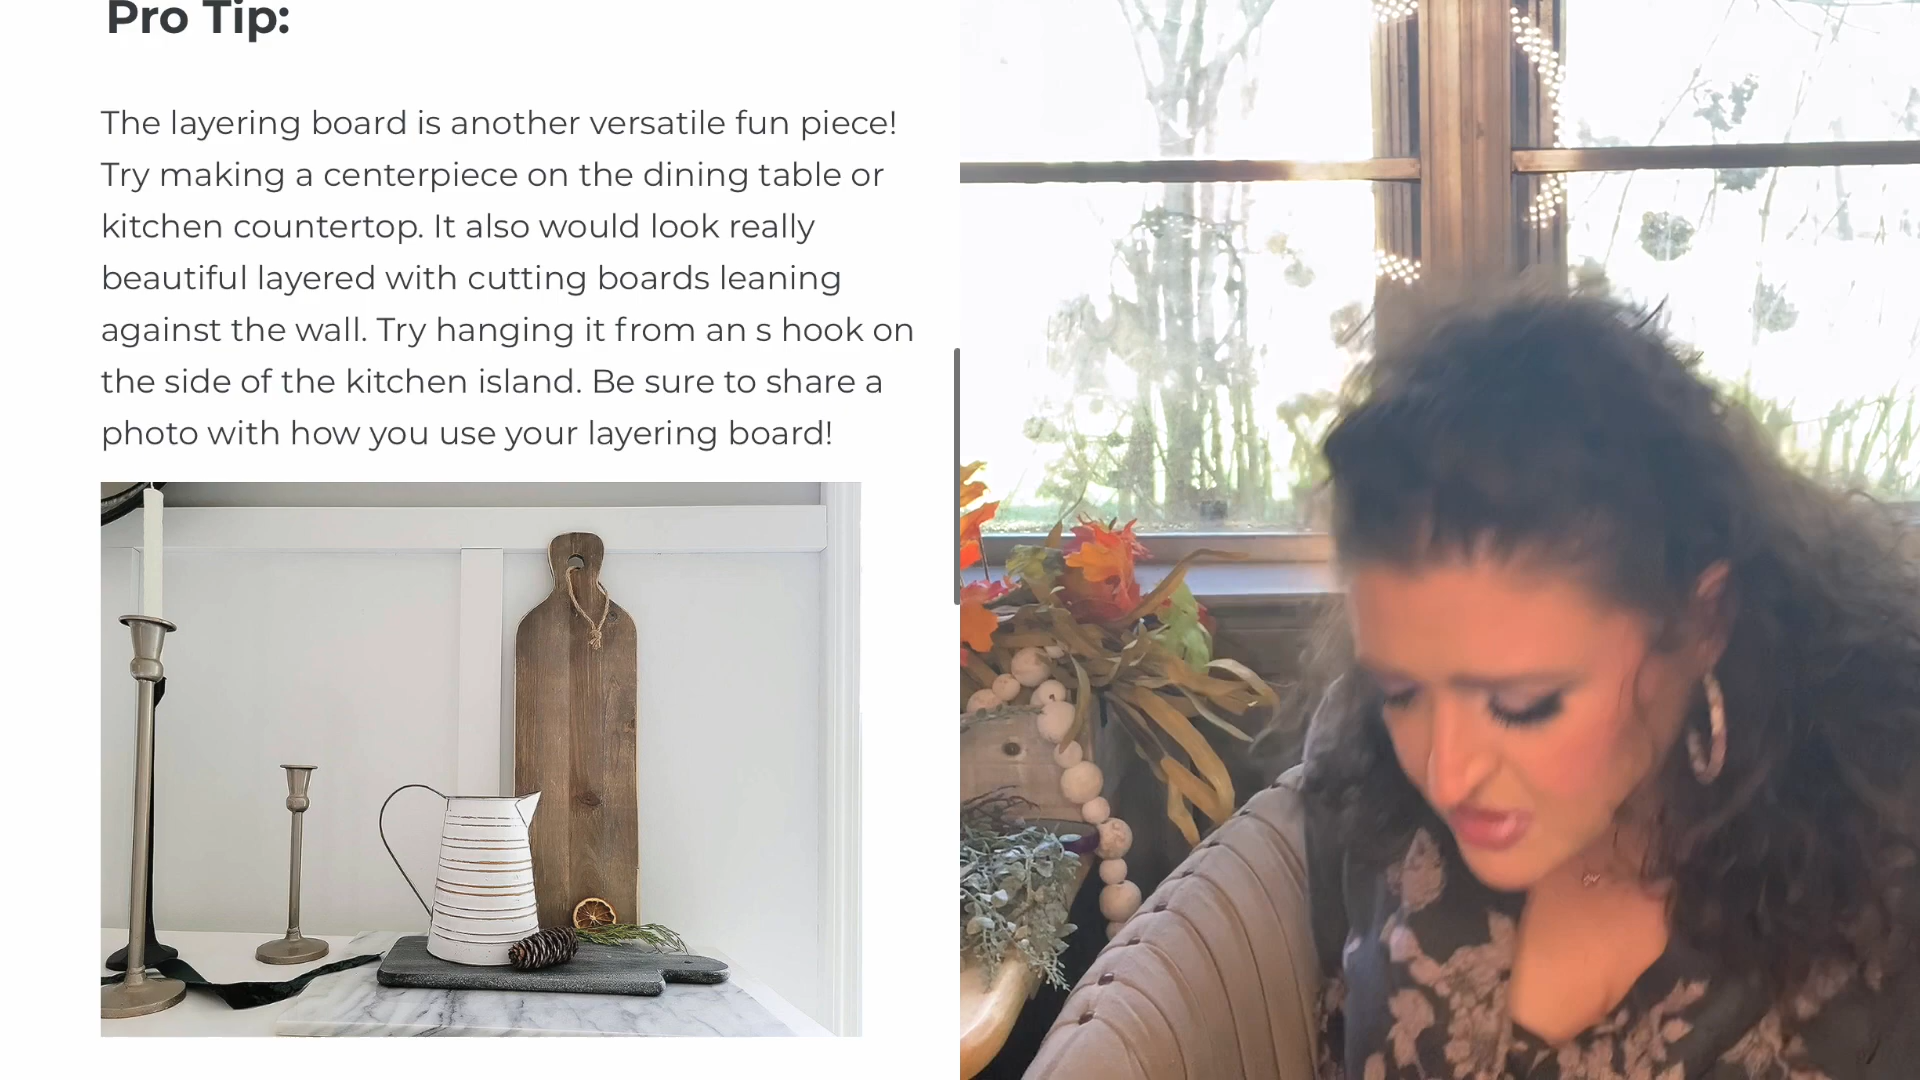 Pro Tip:
The layering board is another versatile fun piece!
Try making a centerpiece on the dining table or
kitchen countertop. It also would look really
beautiful layered with cutting boards leaning
against the wall. Try hanging it from an s hook on
the side of the kitchen island. Be sure to share a
photo with how you use your layering board!